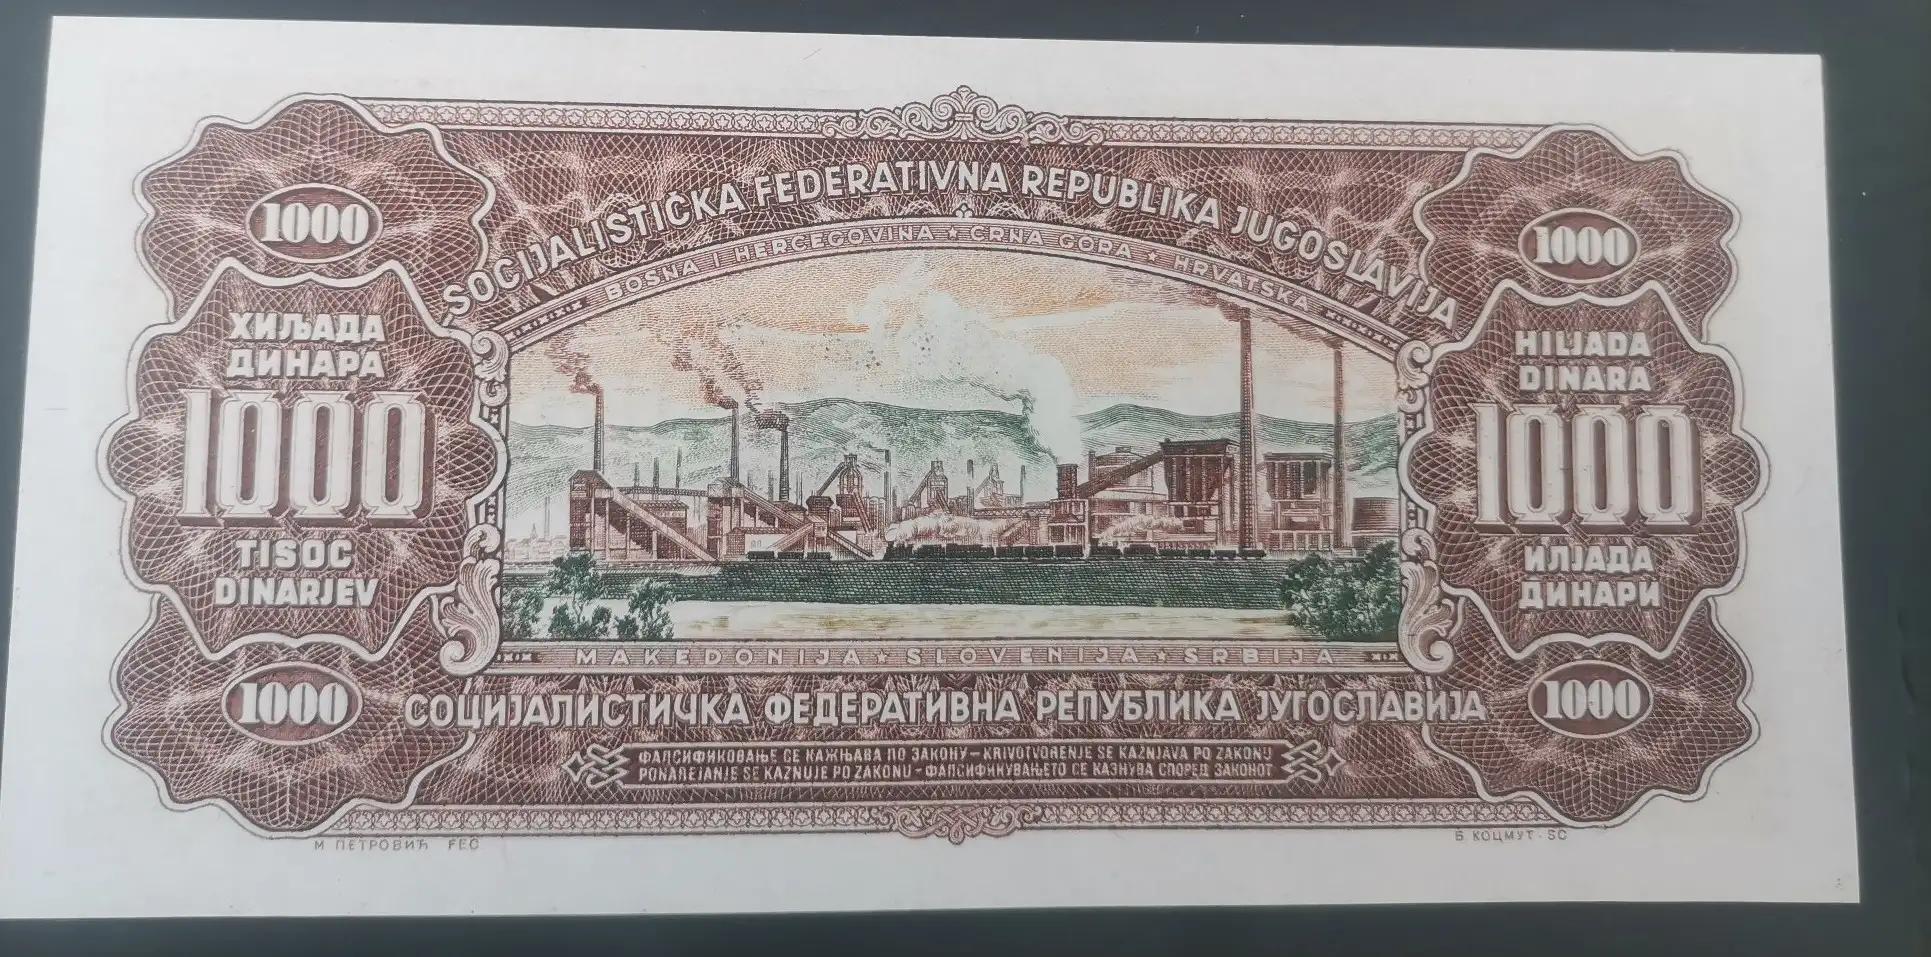 SOCIJALISTIČKA FEDERATIVNA REPUBLIKA JUGOSLAVIJA
BOSNA I HERCEGOVINA ★ CRNA GORA ★ HRVATSKA
1000
ХИЉАДА
ДИНАРА
1000
TISOČ
DINARJEV
1000
1000
HILJADA
DINARA
1000
ИЛЈАДА
ДИНАРИ
1000
MAKEDONIJA ★ SLOVENIJA ★ SRBIJA
СОЦИЈАЛИСТИЧКА ФЕДЕРАТИВНА РЕПУБЛИКА ЈУГОСЛАВИЈА
ФАЛСИФИКОВАЊЕ СЕ КАЖЊАВА ПО ЗАКОНУ – KRIVOTVORENJE SE KAŽNJAVA PO ZAKONU
PONAREJANJE SE KAZNUJE PO ZAKONU – ФАЛСИФИКУВАЊЕТО СЕ КАЗНУВА СПОРЕД ЗАКОНОТ
М ПЕТРОВИЋ FEC
Б. КОЦМУТ · SC